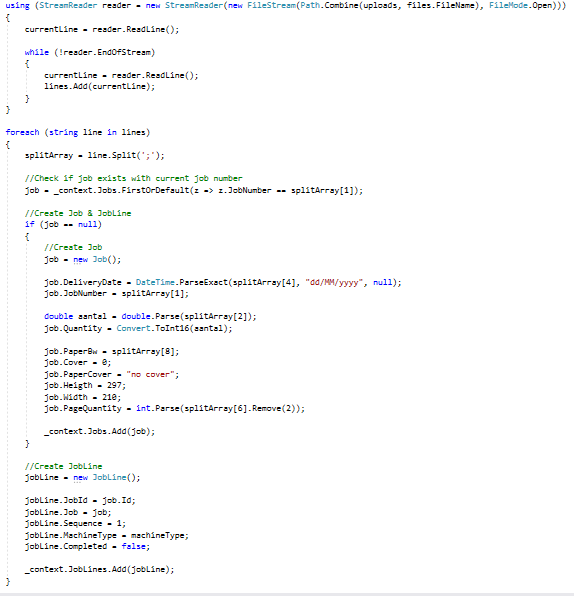 using (StreamReader reader = new StreamReader(new FileStream(Path.Combine(uploads, files.FileName), FileMode.Open)))
{
currentLine = reader.ReadLine();
while (!reader.EndOfStream)
{
currentLine = reader.ReadLine();
lines.Add(currentLine);
}
}
foreach (string line in lines)
{
splitArray = line.Split(';');
//Check if job exists with current job number
job = _context.Jobs.FirstOrDefault(z => z.JobNumber == splitArray[1]);
//Create Job & JobLine
if (job == null)
{
//Create Job
job = new Job();
job.DeliveryDate = DateTime.ParseExact(splitArray[4], "dd/MM/yyyy", null);
job.JobNumber = splitArray[1];
double aantal = double.Parse(splitArray[2]);
job.Quantity = Convert.ToInt16(aantal);
job.PaperBw = splitArray[8];
job.Cover = 0;
job.PaperCover = "no cover";
job.Heigth = 297;
job.Width = 210;
job.PageQuantity = int.Parse(splitArray[6].Remove(2));
_context.Jobs.Add(job);
}
//Create JobLine
jobLine = new JobLine();
jobLine.JobId = job.Id;
jobLine.Job = job;
jobLine.Sequence = 1;
jobLine.MachineType = machineType;
jobLine.Completed = false;
_context.JobLines.Add(jobLine);
}